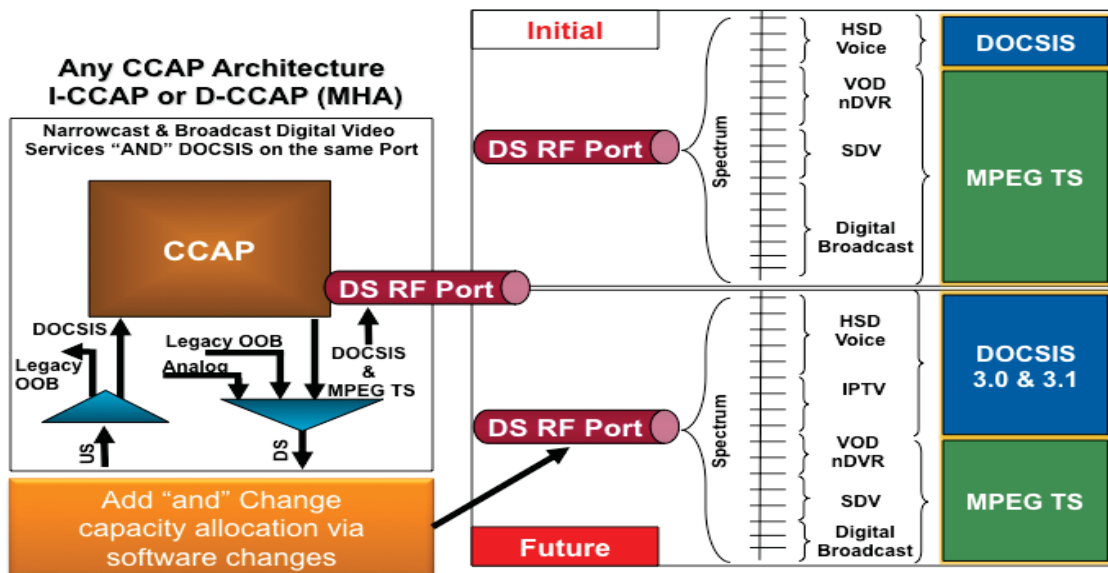 Any CCAP Architecture
I-CCAP or D-CCAP (MHA)
Narrowcast & Broadcast Digital Video
Services “AND” DOCSIS on the same Port
CCAP
DS RF Port
DOCSIS
Legacy
OOB
Legacy OOB
Analog
DOCSIS
&
MPEG TS
US
DS
Add “and” Change
capacity allocation via
software changes
Initial
DS RF Port
Spectrum
HSD
Voice
VOD
nDVR
SDV
Digital
Broadcast
DOCSIS
MPEG TS
DS RF Port
Spectrum
HSD
Voice
IPTV
VOD
nDVR
SDV
Digital
Broadcast
DOCSIS
3.0 & 3.1
MPEG TS
Future